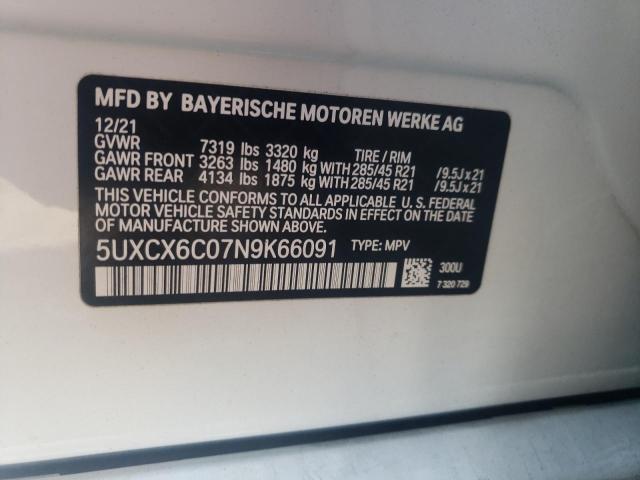 MFD BY BAYERISCHE MOTOREN WERKE AG
12/21
GVWR 7319 lbs 3320 kg TIRE / RIM
GAWR FRONT 3263 lbs 1480 kg WITH 285/45 R21 /9.5J x 21
GAWR REAR 4134 lbs 1875 kg WITH 285/45 R21 /9.5J x 21
THIS VEHICLE CONFORMS TO ALL APPLICABLE U. S. FEDERAL
MOTOR VEHICLE SAFETY STANDARDS IN EFFECT ON THE DATE
OF MANUFACTURE SHOWN ABOVE.
5UXCX6C07N9K66091 TYPE: MPV
300U
7 320 729